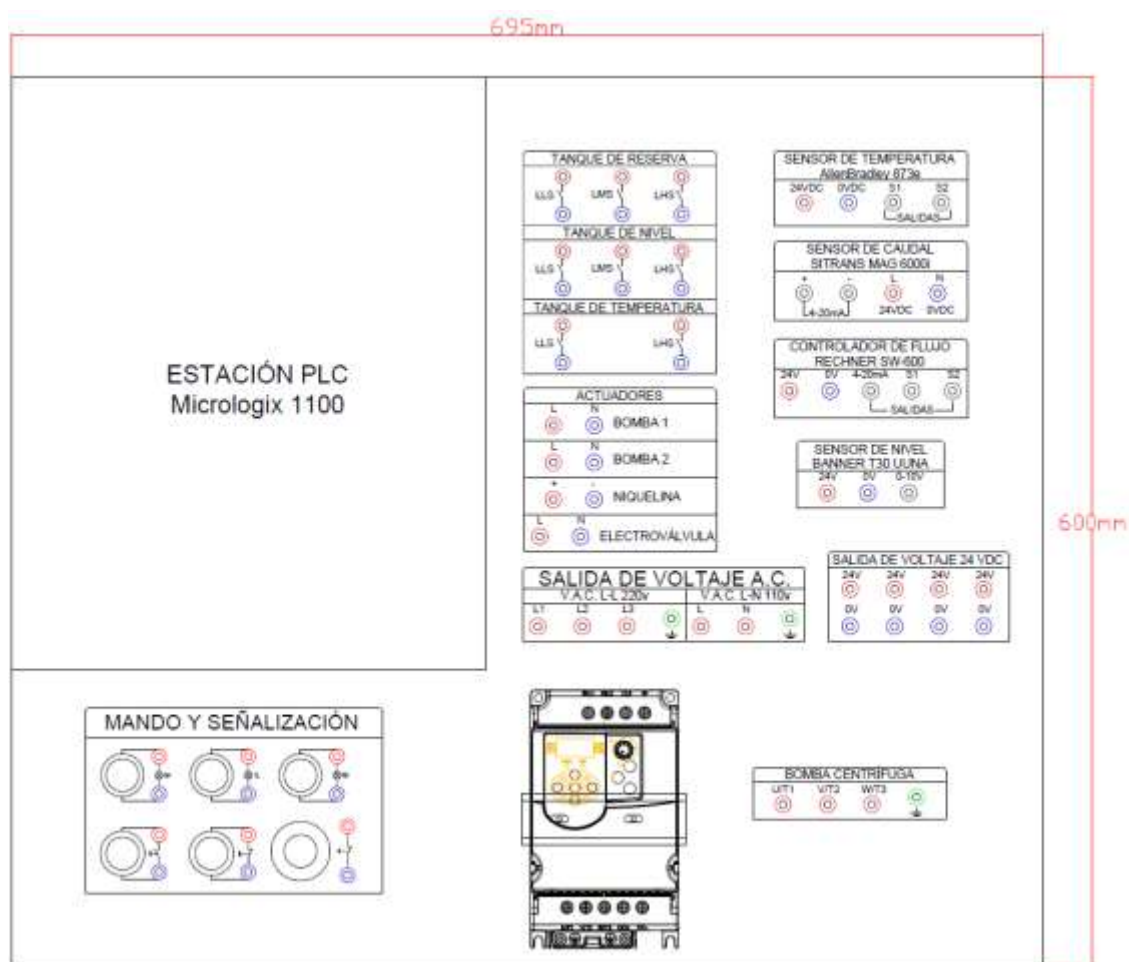 695mm
600mm
ESTACIÓN PLC
Micrologix 1100
TANQUE DE RESERVA
LLS LMS LHS
TANQUE DE NIVEL
LLS LMS LHS
TANQUE DE TEMPERATURA
LLS LHS
ACTUADORES
L N
BOMBA 1
L N
BOMBA 2
+ -
NIQUELINA
L N
ELECTROVÁLVULA
SENSOR DE TEMPERATURA
AllenBradley 873e
24VDC 0VDC S1 S2
SALIDAS
SENSOR DE CAUDAL
SITRANS MAG 6000i
+ - L N
4-20mA 24VDC 0VDC
CONTROLADOR DE FLUJO
RECHNER SW-600
24V 0V 4-20mA S1 S2
SALIDAS
SENSOR DE NIVEL
BANNER T30 UUNA
24V 0V 0-10V
SALIDA DE VOLTAJE A.C.
V.A.C. L-L 220v V.A.C. L-N 110v
L1 L2 L3 L N
SALIDA DE VOLTAJE 24 VDC
24V 24V 24V 24V
0V 0V 0V 0V
MANDO Y SEÑALIZACIÓN
BOMBA CENTRÍFUGA
U/T1 V/T2 W/T3